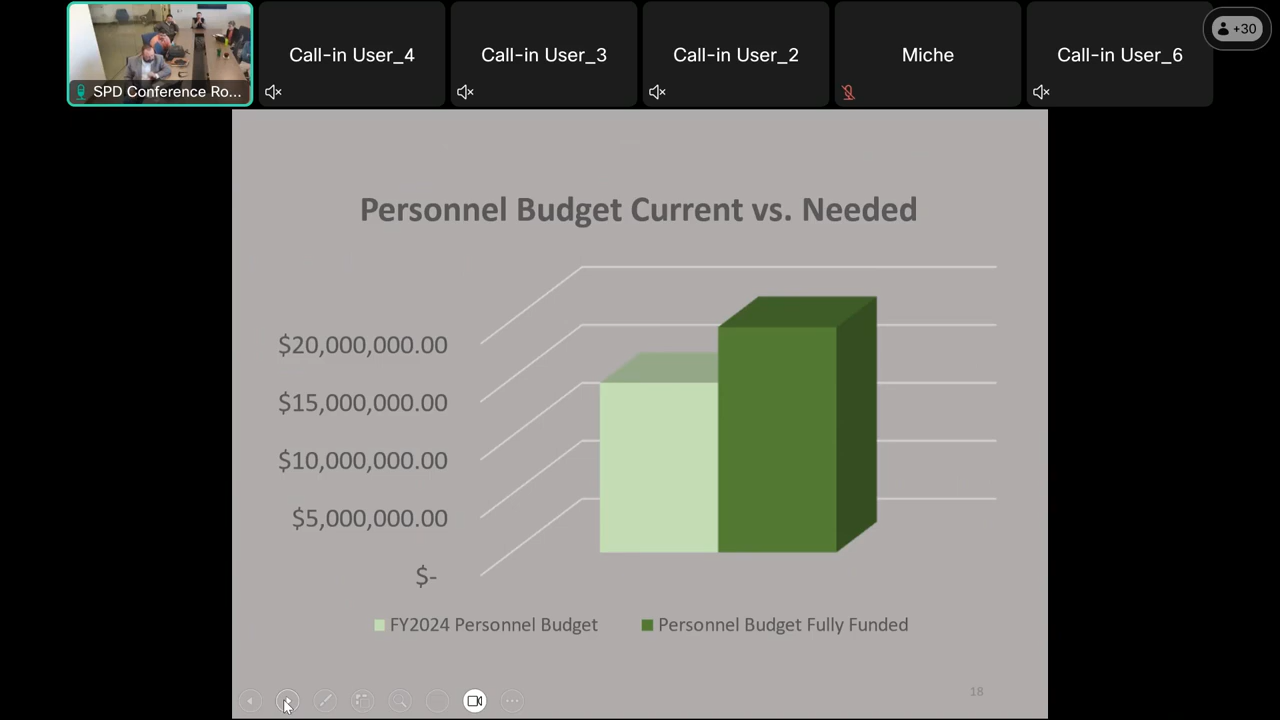 Call-in User_4
Call-in User_3
Call-in User_2
Miche
Call-in User_6
+30
SPD Conference Ro...
Personnel Budget Current vs. Needed
$20,000,000.00
$15,000,000.00
$10,000,000.00
$5,000,000.00
$-
FY2024 Personnel Budget
Personnel Budget Fully Funded
18